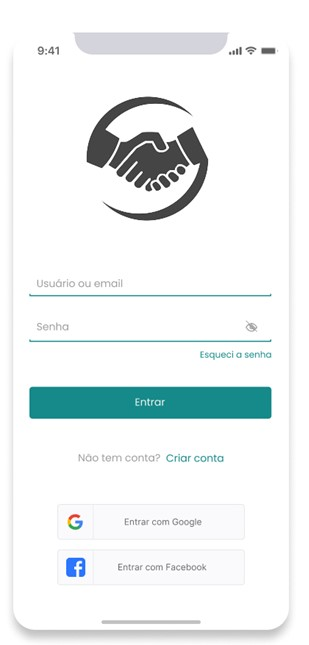 9:41
Usuário ou email
Senha
Esqueci a senha
Entrar
Não tem conta? Criar conta
Entrar com Google
Entrar com Facebook